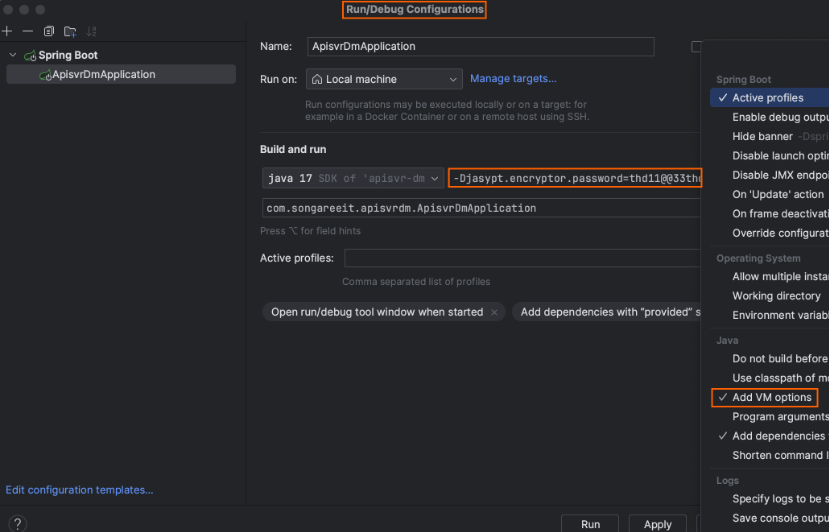 Run/Debug Configurations
Spring Boot
ApisvrDmApplication
Name: ApisvrDmApplication
Run on: Local machine Manage targets...
Run configurations may be executed locally or on a target: for
example in a Docker Container or on a remote host using SSH.
Build and run
java 17 SDK of 'apisvr-dm -Djasypt.encryptor.password=thd11@@33th
com.songareeit.apisvrdm.ApisvrDmApplication
Press ⌥ for field hints
Active profiles:
Comma separated list of profiles
Open run/debug tool window when started × Add dependencies with "provided" s
Edit configuration templates...
? Run Apply
Spring Boot
✓ Active profiles
Enable debug outpu
Hide banner -Dspri
Disable launch opti
Disable JMX endpoi
On 'Update' action
On frame deactivati
Override configurat
Operating System
Allow multiple insta
Working directory
Environment variab
Java
Do not build before
Use classpath of mo
✓ Add VM options
Program arguments
✓ Add dependencies
Shorten command l
Logs
Specify logs to be s
Save console outpu